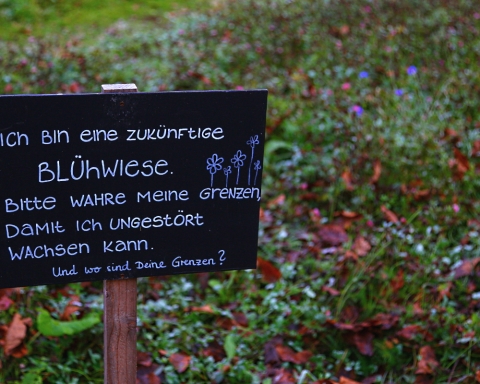 Ich bin eine zukünftige
Blühwiese.
Bitte wahre meine Grenzen,
damit ich ungestört
wachsen kann.
Und wo sind Deine Grenzen?